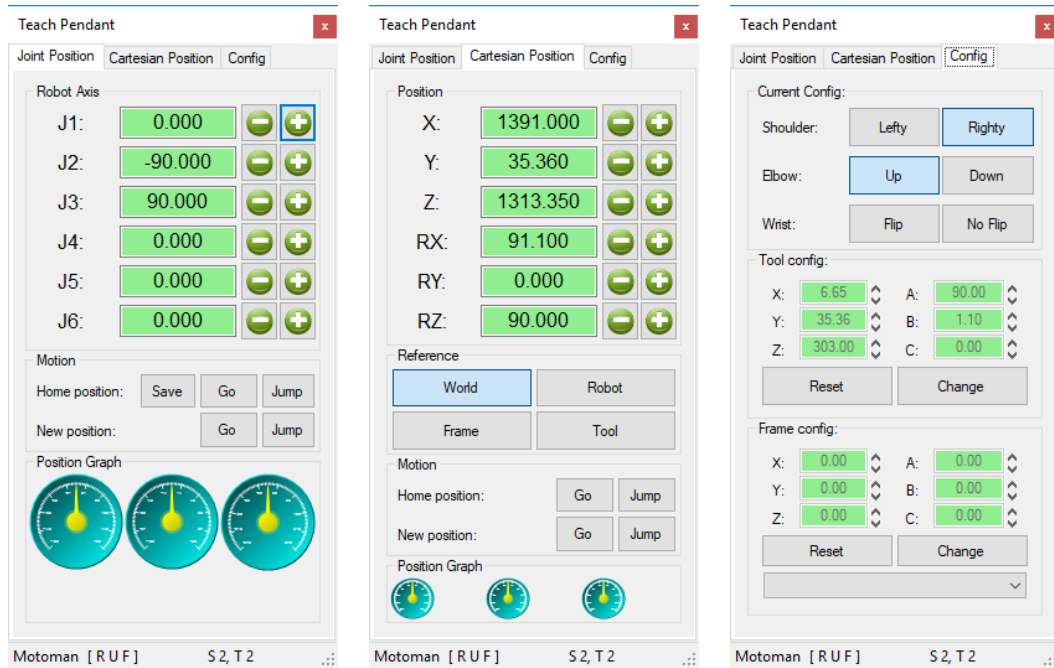 Teach Pendant
x
Joint Position Cartesian Position Config
Robot Axis
J1: 0.000
J2: -90.000
J3: 90.000
J4: 0.000
J5: 0.000
J6: 0.000
Motion
Home position: Save Go Jump
New position: Go Jump
Position Graph
Motoman [ R U F ] S 2, T 2
Teach Pendant
x
Joint Position Cartesian Position Config
Position
X: 1391.000
Y: 35.360
Z: 1313.350
RX: 91.100
RY: 0.000
RZ: 90.000
Reference
World Robot
Frame Tool
Motion
Home position: Go Jump
New position: Go Jump
Position Graph
Motoman [ R U F ] S 2, T 2
Teach Pendant
x
Joint Position Cartesian Position Config
Current Config:
Shoulder: Lefty Righty
Elbow: Up Down
Wrist: Flip No Flip
Tool config:
X: 6.65 A: 90.00
Y: 35.36 B: 1.10
Z: 303.00 C: 0.00
Reset Change
Frame config:
X: 0.00 A: 0.00
Y: 0.00 B: 0.00
Z: 0.00 C: 0.00
Reset Change
Motoman [ R U F ] S 2, T 2